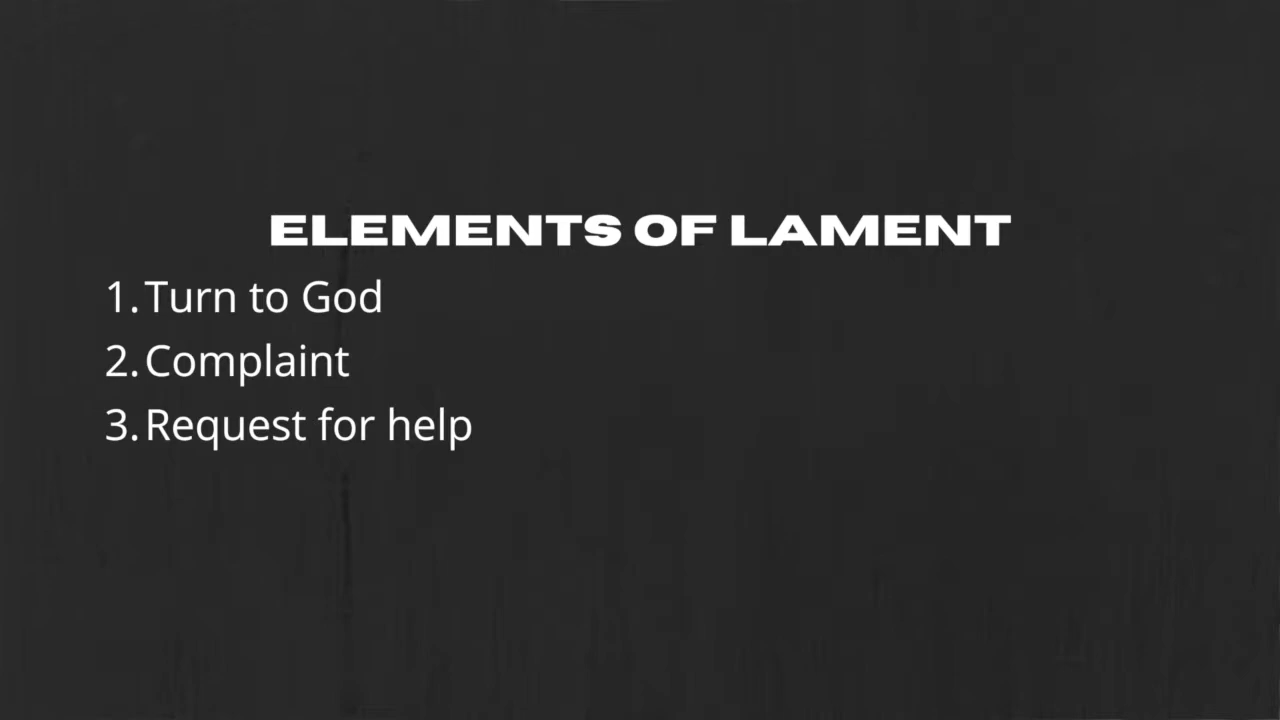 ELEMENTS OF LAMENT
1. Turn to God
2. Complaint
3. Request for help